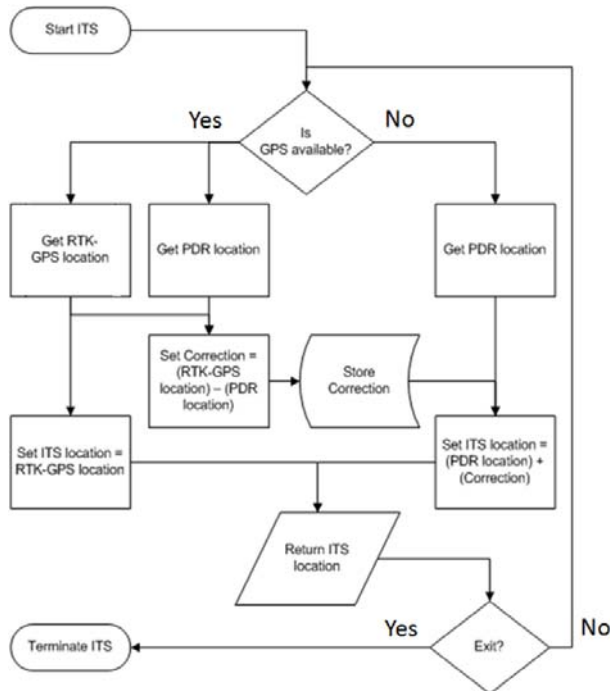 Start ITS
Yes
Is
GPS available?
No
Get RTK-
GPS location
Get PDR location
Get PDR location
Set Correction =
(RTK-GPS
location) – (PDR
location)
Store
Correction
Set ITS location =
RTK-GPS location
Set ITS location =
(PDR location) +
(Correction)
Return ITS
location
Terminate ITS
Yes
Exit?
No